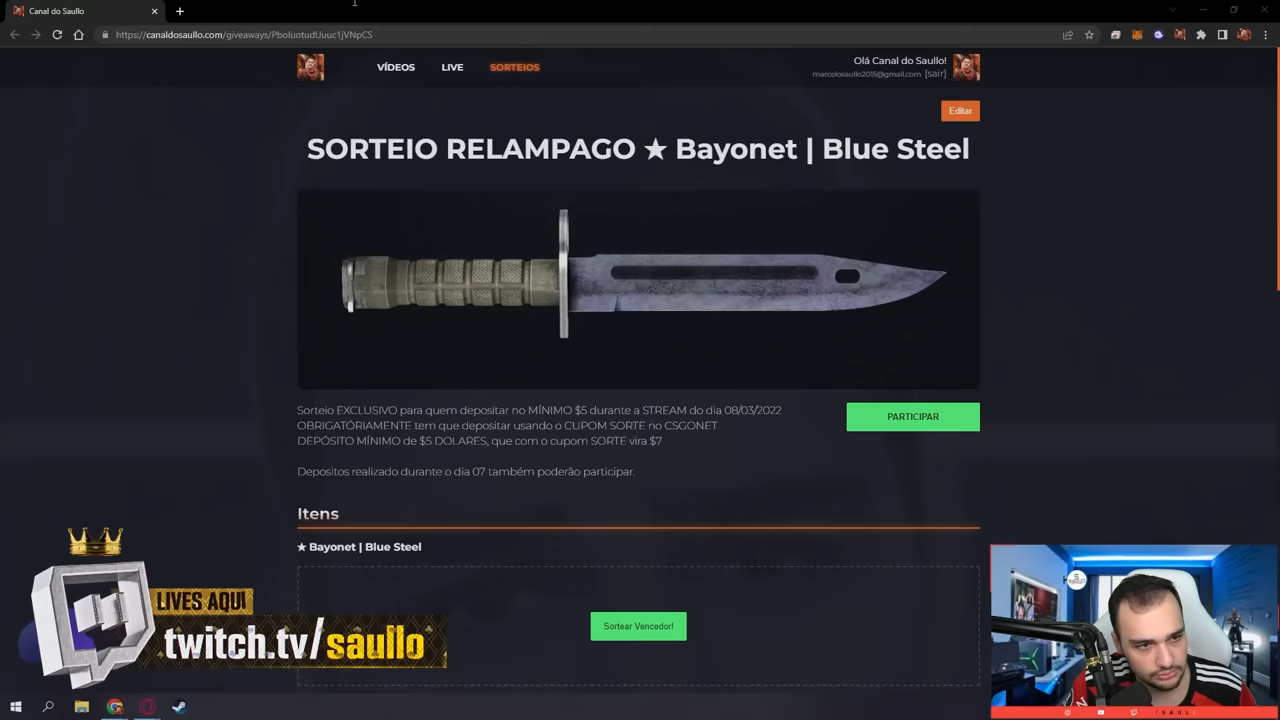 Canal do Saullo
https://canaldosaullo.com/giveaways/PboluotudUuuc1jVNpCS
VÍDEOS
LIVE
SORTEIOS
Olá Canal do Saullo!
marcelosaullo2015@gmail.com [sair]
Editar
SORTEIO RELAMPAGO ★ Bayonet | Blue Steel
Sorteio EXCLUSIVO para quem depositar no MÍNIMO $5 durante a STREAM do dia 08/03/2022
OBRIGATÓRIAMENTE tem que depositar usando o CUPOM SORTE no CSGONET
DEPÓSITO MÍNIMO de $5 DOLARES, que com o cupom SORTE vira $7
PARTICIPAR
Depositos realizado durante o dia 07 também poderão participar.
Itens
★ Bayonet | Blue Steel
Sortear Vencedor!
LIVES AQUI
twitch.tv/saullo